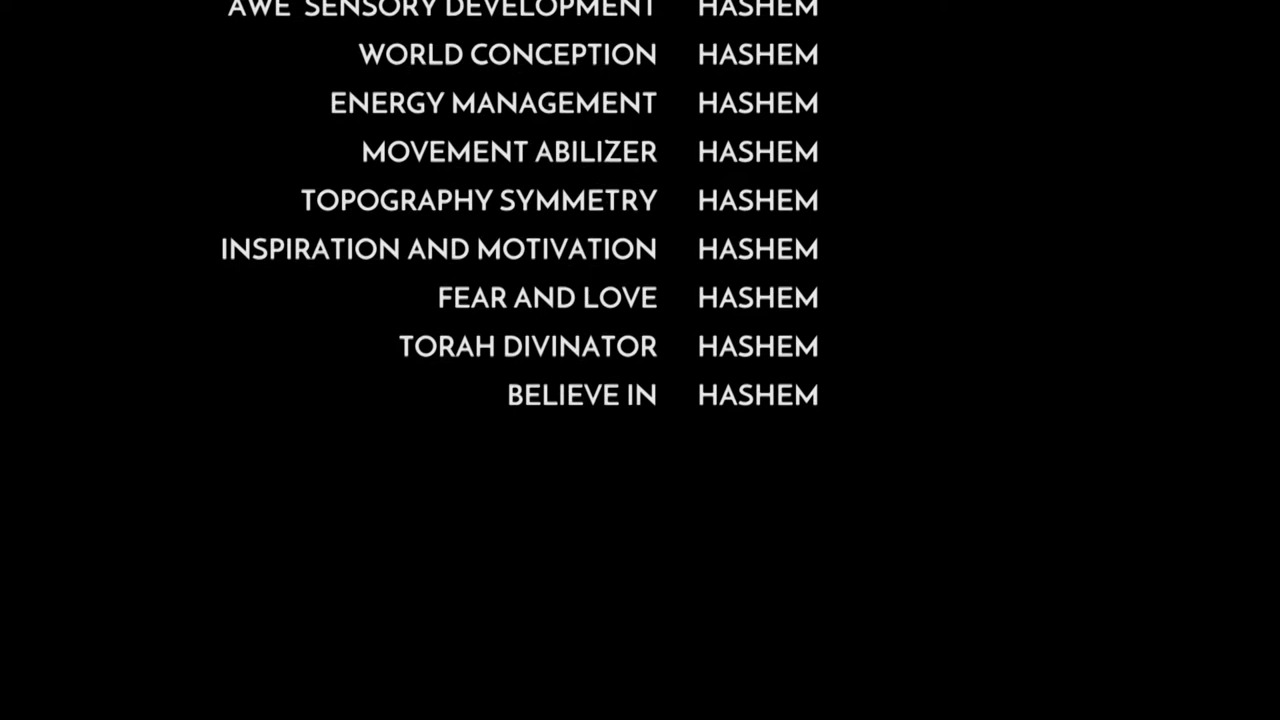 AWE SENSORY DEVELOPMENT HASHEM
WORLD CONCEPTION HASHEM
ENERGY MANAGEMENT HASHEM
MOVEMENT ABILIZER HASHEM
TOPOGRAPHY SYMMETRY HASHEM
INSPIRATION AND MOTIVATION HASHEM
FEAR AND LOVE HASHEM
TORAH DIVINATOR HASHEM
BELIEVE IN HASHEM